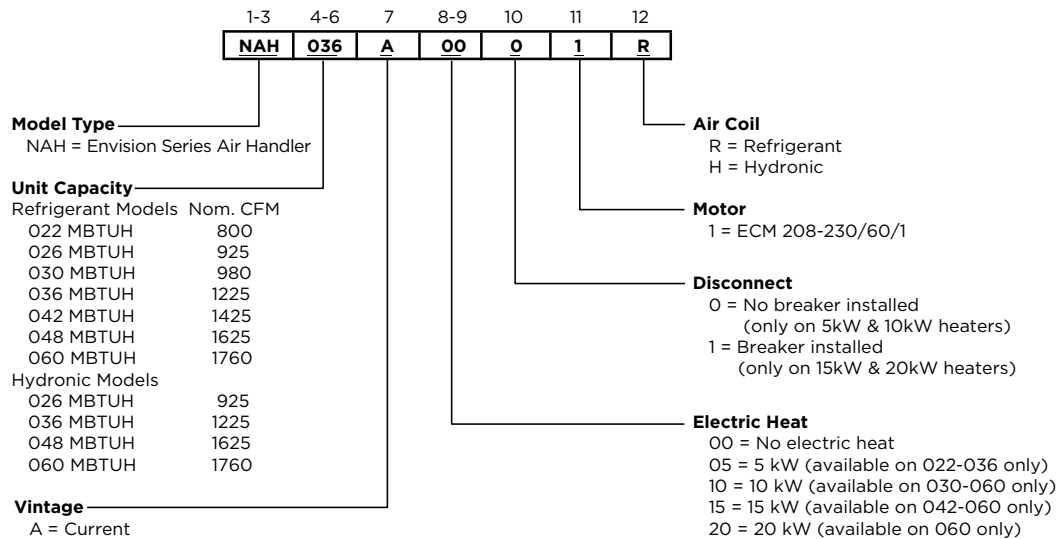 1-3 4-6 7 8-9 10 11 12
NAH 036 A 00 0 1 R
Model Type
NAH = Envision Series Air Handler
Unit Capacity
Refrigerant Models Nom. CFM
022 MBTUH 800
026 MBTUH 925
030 MBTUH 980
036 MBTUH 1225
042 MBTUH 1425
048 MBTUH 1625
060 MBTUH 1760
Hydronic Models
026 MBTUH 925
036 MBTUH 1225
048 MBTUH 1625
060 MBTUH 1760
Vintage
A = Current
Air Coil
R = Refrigerant
H = Hydronic
Motor
1 = ECM 208-230/60/1
Disconnect
0 = No breaker installed
(only on 5kW & 10kW heaters)
1 = Breaker installed
(only on 15kW & 20kW heaters)
Electric Heat
00 = No electric heat
05 = 5 kW (available on 022-036 only)
10 = 10 kW (available on 030-060 only)
15 = 15 kW (available on 042-060 only)
20 = 20 kW (available on 060 only)